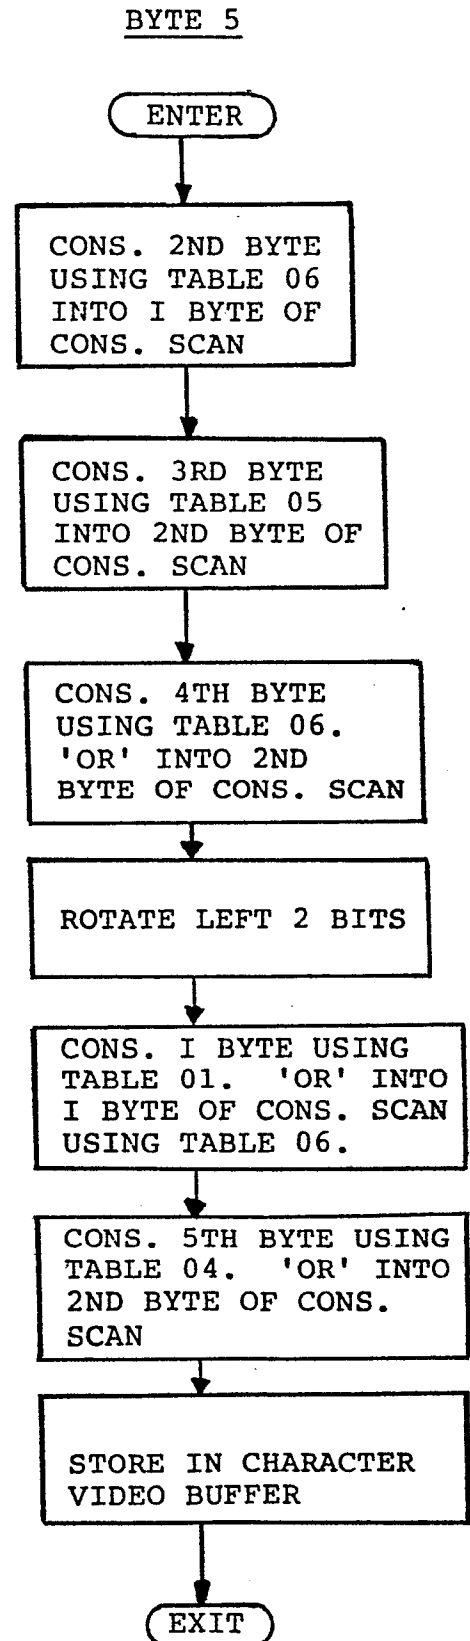 BYTE 5
ENTER
CONS. 2ND BYTE
USING TABLE 06
INTO I BYTE OF
CONS. SCAN
CONS. 3RD BYTE
USING TABLE 05
INTO 2ND BYTE OF
CONS. SCAN
CONS. 4TH BYTE
USING TABLE 06.
'OR' INTO 2ND
BYTE OF CONS. SCAN
ROTATE LEFT 2 BITS
CONS. I BYTE USING
TABLE 01. 'OR' INTO
I BYTE OF CONS. SCAN
USING TABLE 06.
CONS. 5TH BYTE USING
TABLE 04. 'OR' INTO
2ND BYTE OF CONS.
SCAN
STORE IN CHARACTER
VIDEO BUFFER
EXIT